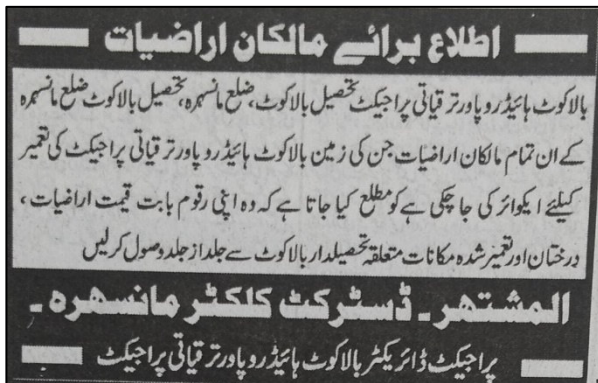 اطلاع برائے مالکان اراضیات
بالاکوٹ ہائیڈرو پاور ترقیاتی پراجیکٹ تحصیل بالاکوٹ، ضلع مانسہرہ، تحصیل بالاکوٹ ضلع مانسہرہ
کے ان تمام مالکان اراضیات جن کی زمین بالاکوٹ ہائیڈرو پاور ترقیاتی پراجیکٹ کی تعمیر
کیلئے ایکوائر کی جاچکی ہے کو مطلع کیا جاتا ہے کہ وہ اپنی رقوم بابت قیمت اراضیات،
درختان اور تعمیر شدہ مکانات متعلقہ تحصیلدار بالاکوٹ سے جلد از جلد وصول کرلیں
المشتہر۔ ڈسٹرکٹ کلکٹر مانسہرہ۔
پراجیکٹ ڈائریکٹر بالاکوٹ ہائیڈرو پاور ترقیاتی پراجیکٹ